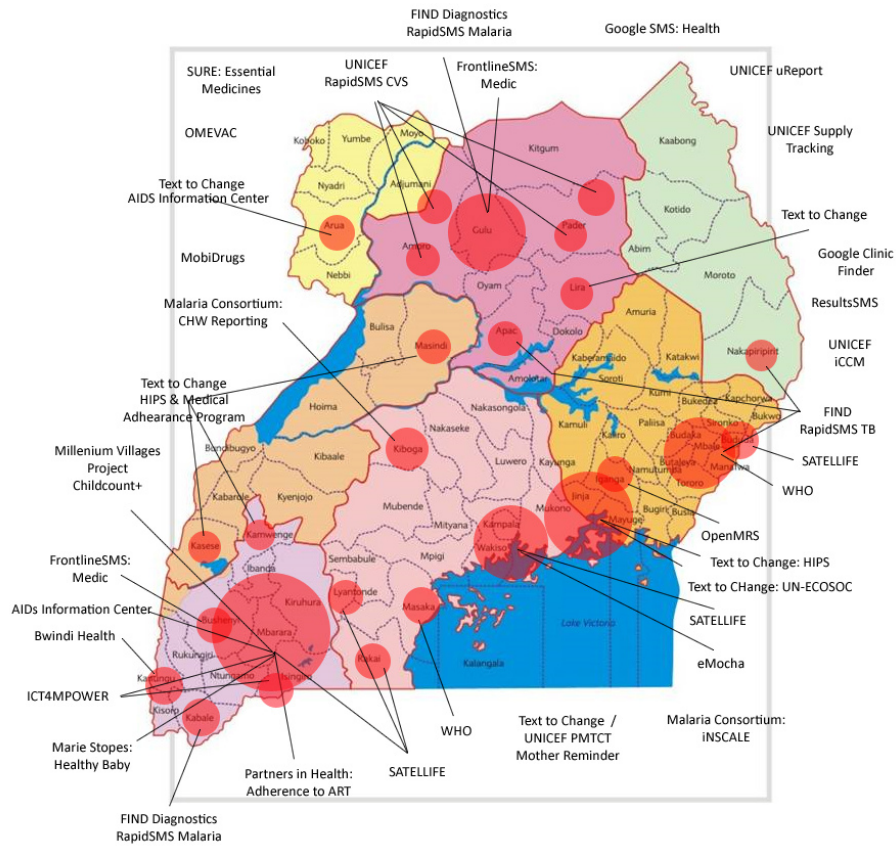 FIND Diagnostics
RapidSMS Malaria
Google SMS: Health
SURE: Essential
Medicines
UNICEF
RapidSMS CVS
FrontlineSMS:
Medic
UNICEF uReport
OMEVAC
UNICEF Supply
Tracking
Text to Change
AIDS Information Center
Text to Change
MobiDrugs
Google Clinic
Finder
Malaria Consortium:
CHW Reporting
ResultsSMS
UNICEF
iCCM
Text to Change
HIPS & Medical
Adhearance Program
FIND
RapidSMS TB
Millenium Villages
Project
Childcount+
SATELLIFE
WHO
OpenMRS
FrontlineSMS:
Medic
Text to Change: HIPS
Text to CHange: UN-ECOSOC
AIDs Information Center
SATELLIFE
Bwindi Health
eMocha
ICT4MPOWER
Marie Stopes:
Healthy Baby
WHO
Text to Change /
UNICEF PMTCT
Mother Reminder
Malaria Consortium:
iNSCALE
Partners in Health:
Adherence to ART
SATELLIFE
FIND Diagnostics
RapidSMS Malaria
Koboko
Yumbe
Moyo
Nyadri
Adjumani
Arua
Nebbi
Kitgum
Kaabong
Gulu
Pader
Kotido
Abim
Moroto
Oyam
Lira
Amuria
Bulisa
Masindi
Apac
Dokolo
Nakapiripirit
Kaberamaido
Katakwi
Soroti
Amolotar
Kumi
Bukedea
Kapchorwa
Hoima
Nakasongola
Sironko
Bukwo
Kamuli
Pallisa
Nakaseke
Budaka
Mbale
Bududa
Bundibugyo
Kibaale
Kiboga
Luwero
Kayunga
Kaliro
Butaleja
Manafwa
Namutumba
Iganga
Tororo
Kabarole
Kyenjojo
Mubende
Mukono
Jinja
Bugiri
Busia
Mayuge
Mityana
Kampala
Wakiso
Kamwenge
Kasese
Sembabule
Mpigi
Ibanda
Kiruhura
Lyantonde
Masaka
Bushenyi
Mbarara
Lake Victoria
Rukungiri
Rakai
Kalangala
Kanungu
Ntungamo
Isingiro
Kisoro
Kabale